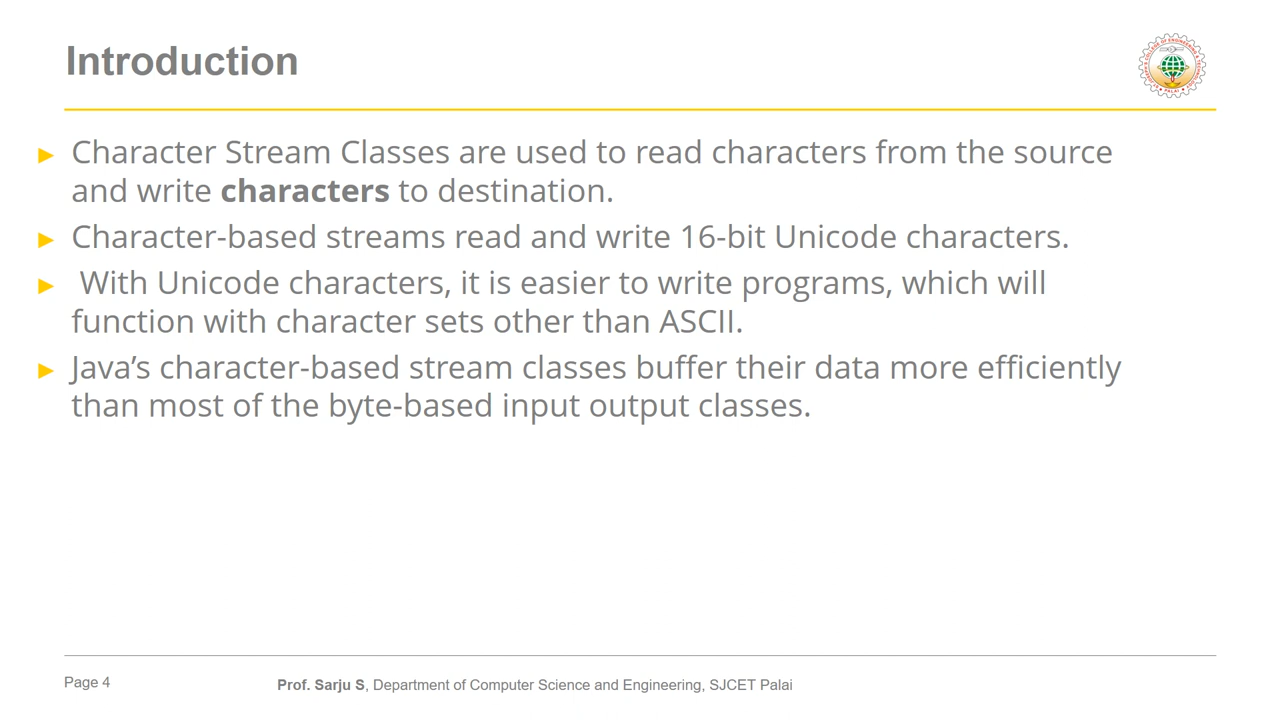 Introduction
► Character Stream Classes are used to read characters from the source
and write characters to destination.
► Character-based streams read and write 16-bit Unicode characters.
► With Unicode characters, it is easier to write programs, which will
function with character sets other than ASCII.
► Java’s character-based stream classes buffer their data more efficiently
than most of the byte-based input output classes.
Page 4
Prof. Sarju S, Department of Computer Science and Engineering, SJCET Palai